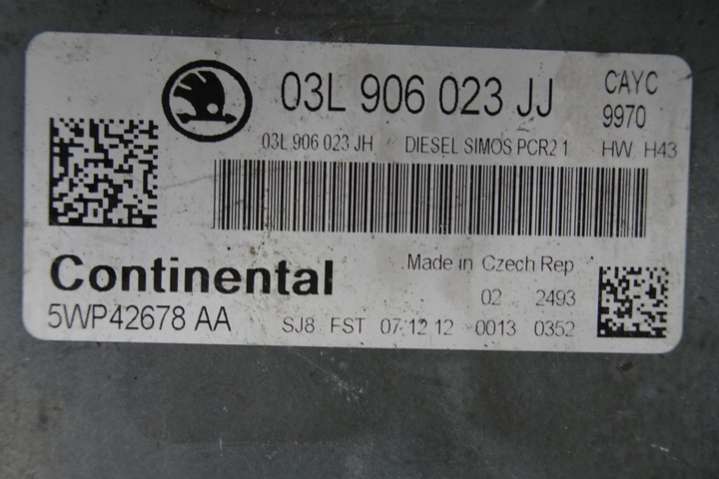 03L 906 023 JJ
CAYC
9970
03L 906 023 JH DIESEL SIMOS PCR2 1 HW H43
Continental
Made in Czech Rep
5WP42678 AA
02 2493
SJ8 FST 07 12 12 0013 0352